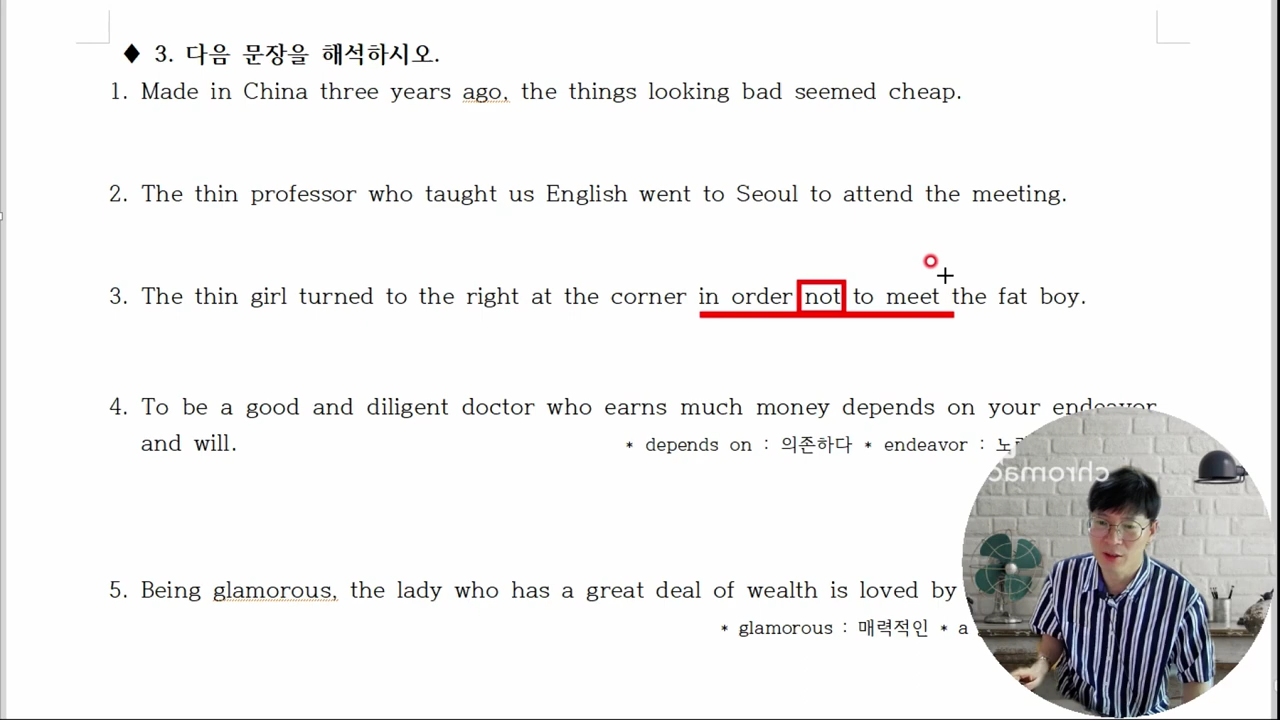 ◆ 3. 다음 문장을 해석하시오.
1. Made in China three years ago, the things looking bad seemed cheap.
2. The thin professor who taught us English went to Seoul to attend the meeting.
3. The thin girl turned to the right at the corner in order not to meet the fat boy.
4. To be a good and diligent doctor who earns much money depends on your endeavor
and will.
* depends on : 의존하다 * endeavor :
5. Being glamorous, the lady who has a great deal of wealth is loved by
* glamorous : 매력적인 * a